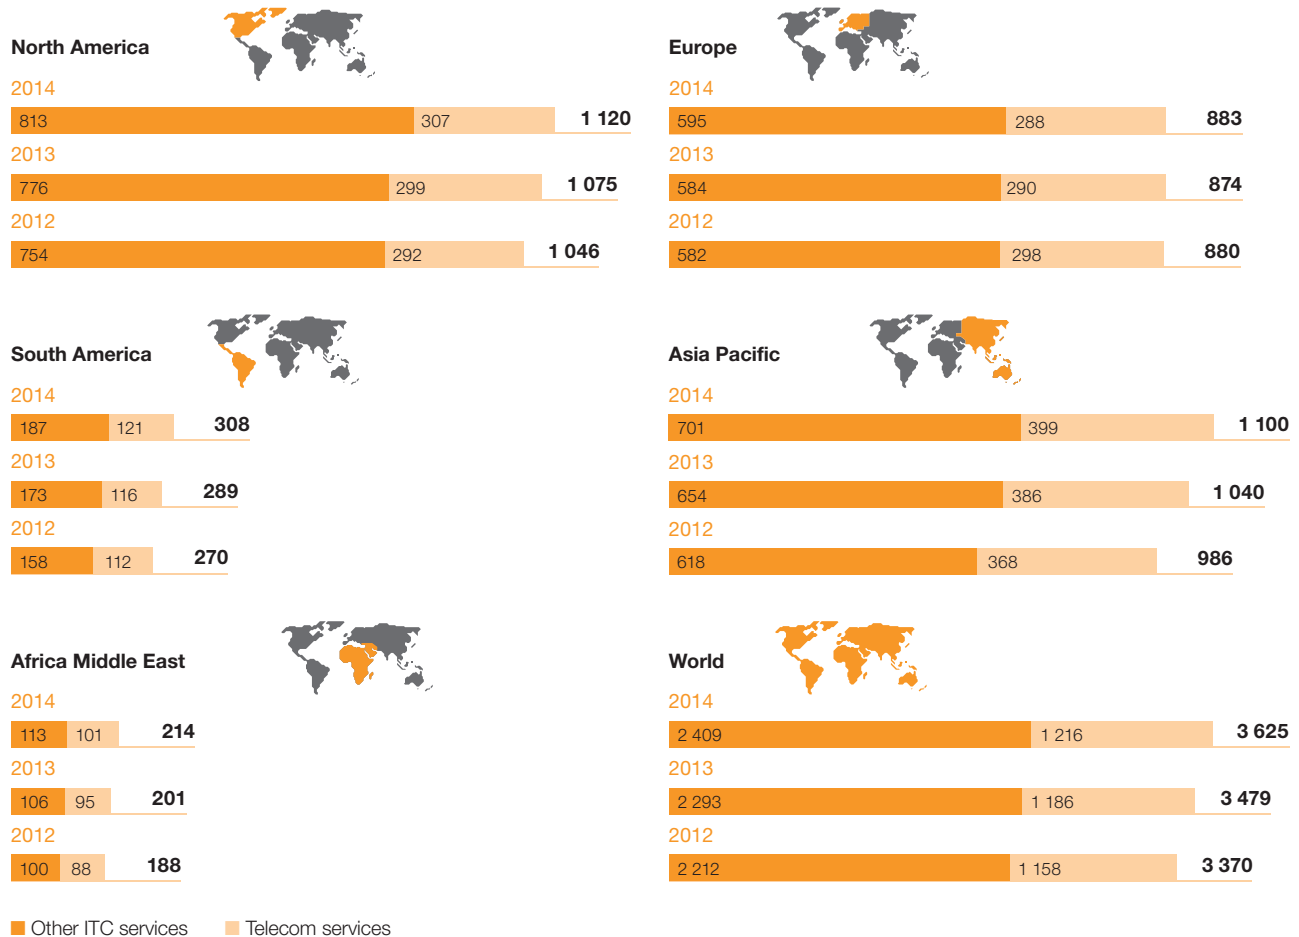 North America
2014
813 307 1 120
2013
776 299 1 075
2012
754 292 1 046
Europe
2014
595 288 883
2013
584 290 874
2012
582 298 880
South America
2014
187 121 308
2013
173 116 289
2012
158 112 270
Asia Pacific
2014
701 399 1 100
2013
654 386 1 040
2012
618 368 986
Africa Middle East
2014
113 101 214
2013
106 95 201
2012
100 88 188
World
2014
2 409 1 216 3 625
2013
2 293 1 186 3 479
2012
2 212 1 158 3 370
Other ITC services Telecom services